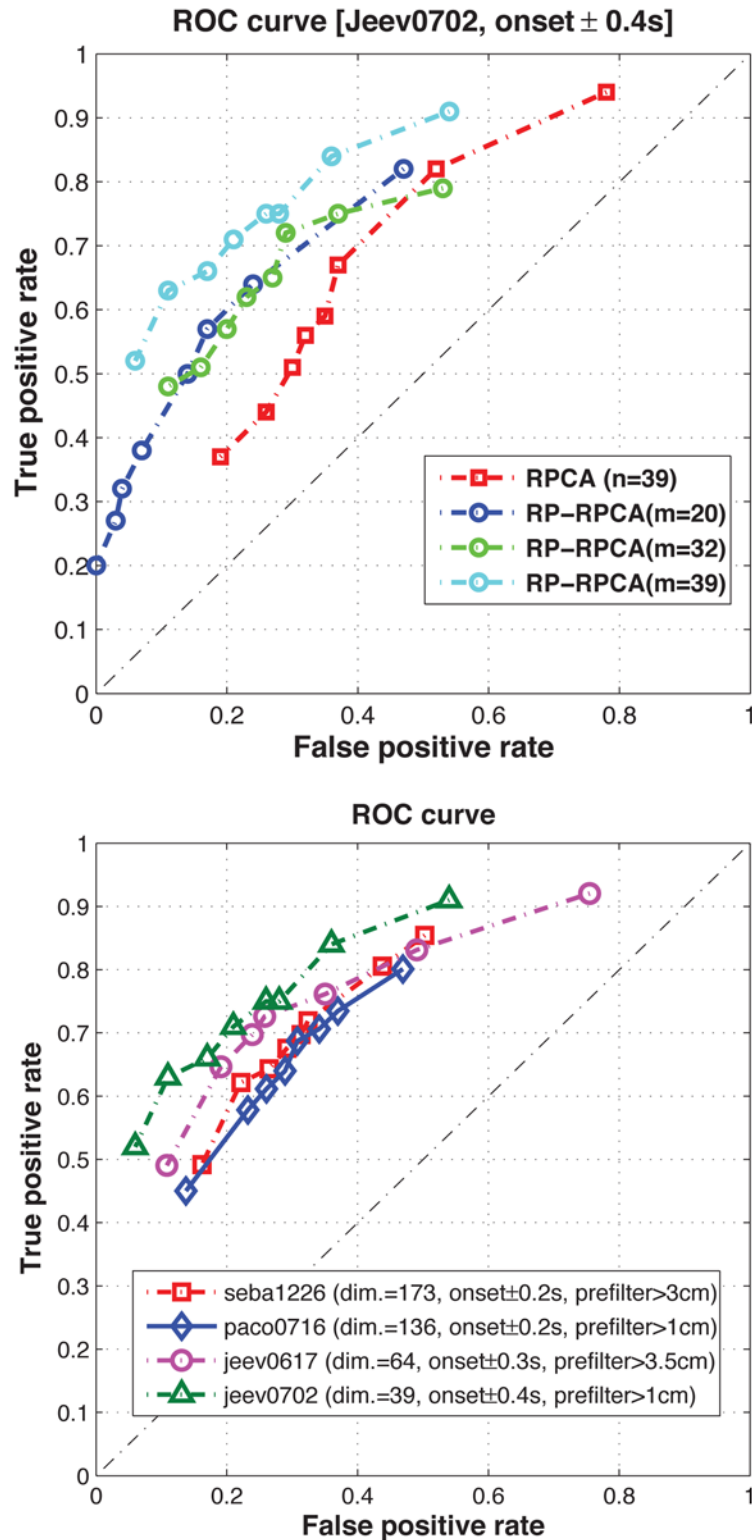 ROC curve [Jeev0702, onset ± 0.4s]
1
0.9
0.8
0.7
0.6
0.5
0.4
0.3
0.2
0.1
0
True positive rate
RPCA (n=39)
RP−RPCA(m=20)
RP−RPCA(m=32)
RP−RPCA(m=39)
0 0.2 0.4 0.6 0.8 1
False positive rate
ROC curve
1
0.9
0.8
0.7
0.6
0.5
0.4
0.3
0.2
0.1
0
True positive rate
seba1226 (dim.=173, onset±0.2s, prefilter>3cm)
paco0716 (dim.=136, onset±0.2s, prefilter>1cm)
jeev0617 (dim.=64, onset±0.3s, prefilter>3.5cm)
jeev0702 (dim.=39, onset±0.4s, prefilter>1cm)
0 0.2 0.4 0.6 0.8 1
False positive rate